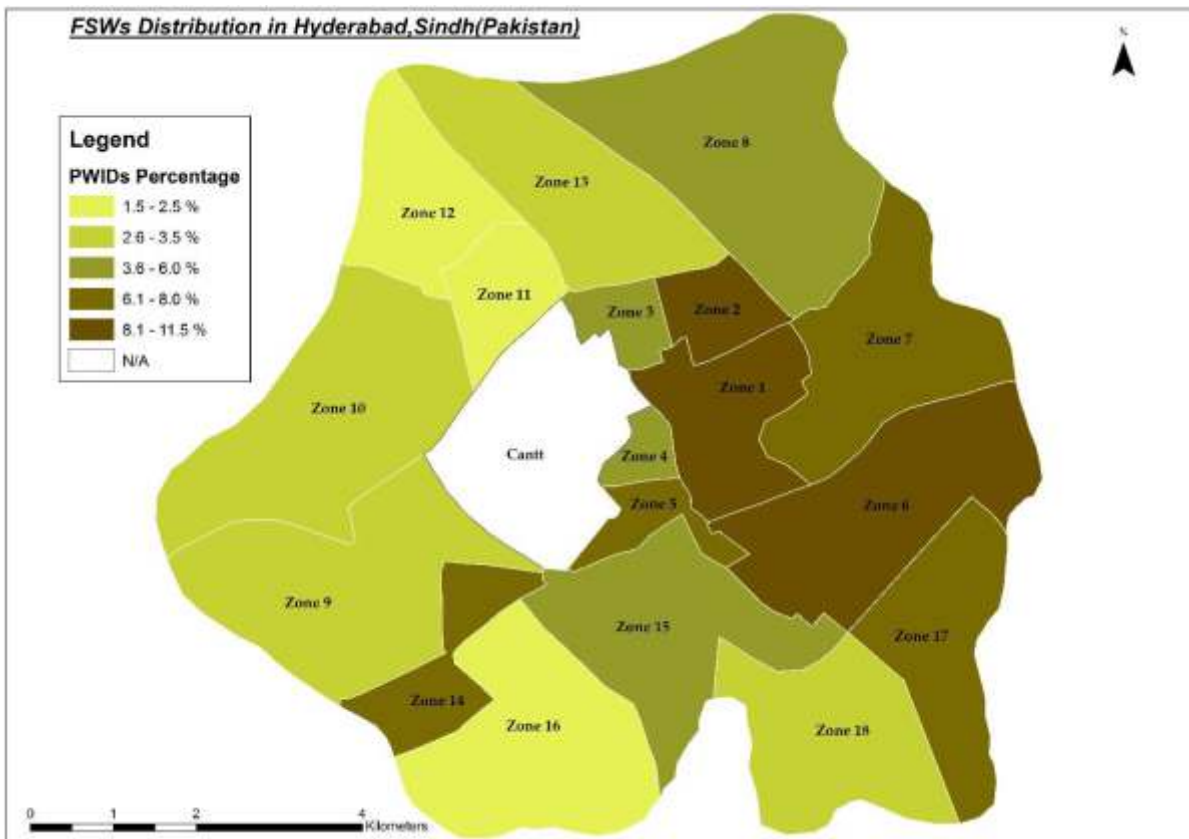 FSWs Distribution in Hyderabad,Sindh(Pakistan)
N
Legend
PWIDs Percentage
1.5 - 2.5 %
2.6 - 3.5 %
3.6 - 6.0 %
6.1 - 8.0 %
8.1 - 11.5 %
N/A
Zone 8
Zone 13
Zone 12
Zone 11
Zone 3
Zone 2
Zone 7
Zone 1
Zone 10
Cantt
Zone 4
Zone 5
Zone 6
Zone 9
Zone 15
Zone 17
Zone 14
Zone 16
Zone 18
0 1 2 4
Kilometers